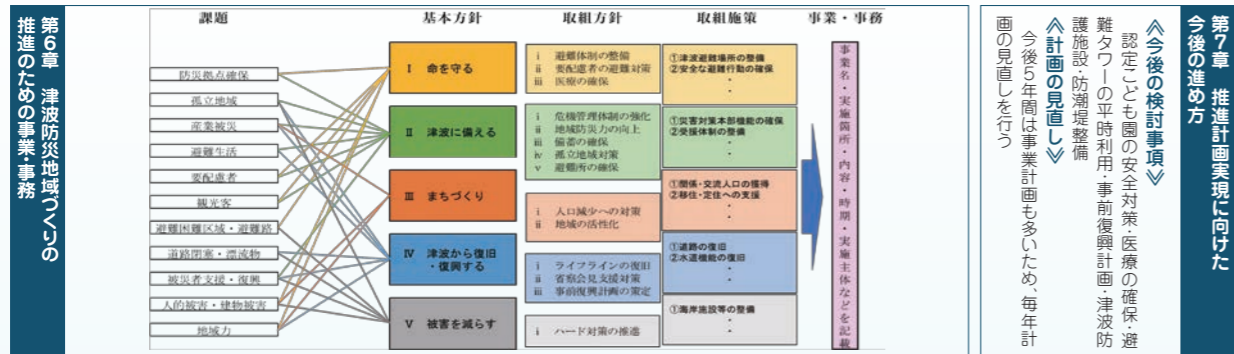 第6章　津波防災地域づくりの
推進のための事業・事務
課題
基本方針
取組方針
取組施策
事業・事務
防災拠点確保
孤立地域
産業被災
避難生活
要配慮者
観光客
避難困難区域・避難路
道路閉塞・漂流物
被災者支援・復興
人的被害・建物被害
地域力
Ⅰ　命を守る
Ⅱ　津波に備える
Ⅲ　まちづくり
Ⅳ　津波から復旧
・復興する
Ⅴ　被害を減らす
ⅰ　避難体制の整備
ⅱ　要配慮者の避難対策
ⅲ　医療の確保
ⅰ　危機管理体制の強化
ⅱ　地域防災力の向上
ⅲ　備蓄の確保
ⅳ　孤立地域対策
ⅴ　避難所の確保
ⅰ　人口減少への対策
ⅱ　地域の活性化
ⅰ　ライフラインの復旧
ⅱ　省察会見支援対策
ⅲ　事前復興計画の策定
ⅰ　ハード対策の推進
①津波避難場所の整備
②安全な避難行動の確保
・
・
①災害対策本部機能の確保
②受援体制の整備
・
・
①関係・交流人口の獲得
②移住・定住への支援
・
・
①道路の復旧
②水道機能の復旧
・
・
①海岸施設等の整備
・
・
事業名・実施箇所・内容・時期・実施主体などを記載
第7章　推進計画実現に向けた
今後の進め方
≪今後の検討事項≫
認定こども園の安全対策・医療の確保・避
難タワーの平時利用・事前復興計画・津波防
護施設・防潮堤整備
≪計画の見直し≫
今後5年間は事業計画も多いため、毎年計
画の見直しを行う